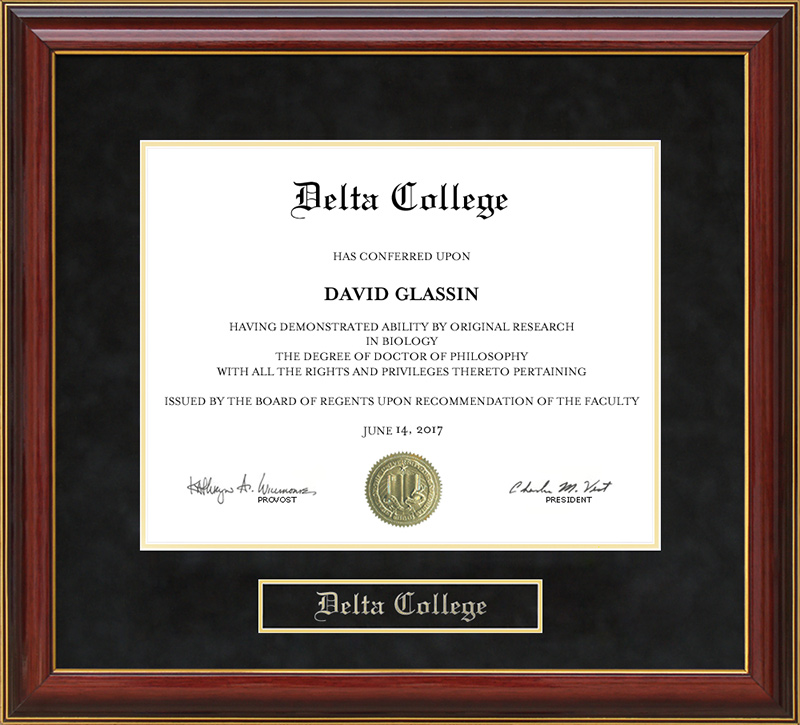 Delta College
HAS CONFERRED UPON
DAVID GLASSIN
HAVING DEMONSTRATED ABILITY BY ORIGINAL RESEARCH
IN BIOLOGY
THE DEGREE OF DOCTOR OF PHILOSOPHY
WITH ALL THE RIGHTS AND PRIVILEGES THERETO PERTAINING
ISSUED BY THE BOARD OF REGENTS UPON RECOMMENDATION OF THE FACULTY
JUNE 14, 2017
PROVOST
Charles M. Vest
PRESIDENT
Delta College